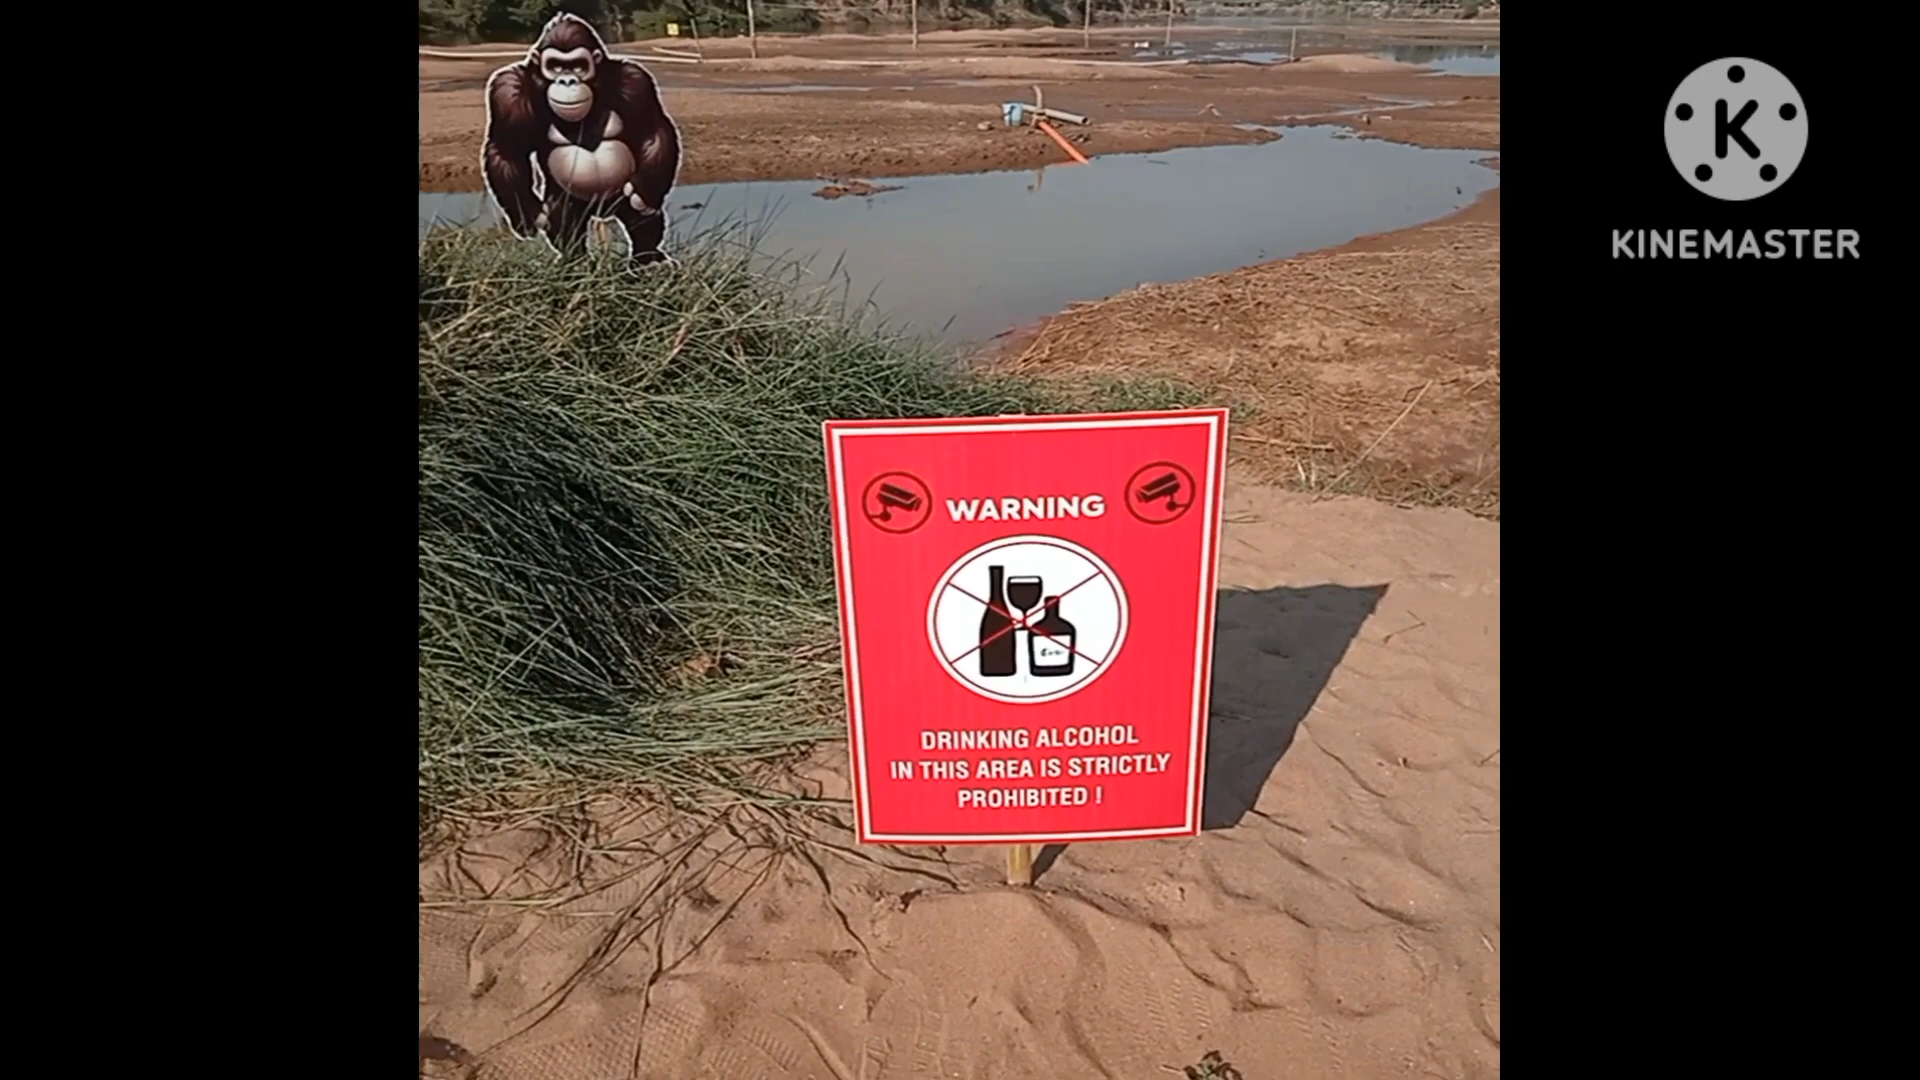 KINEMASTER
WARNING
DRINKING ALCOHOL
IN THIS AREA IS STRICTLY
PROHIBITED !